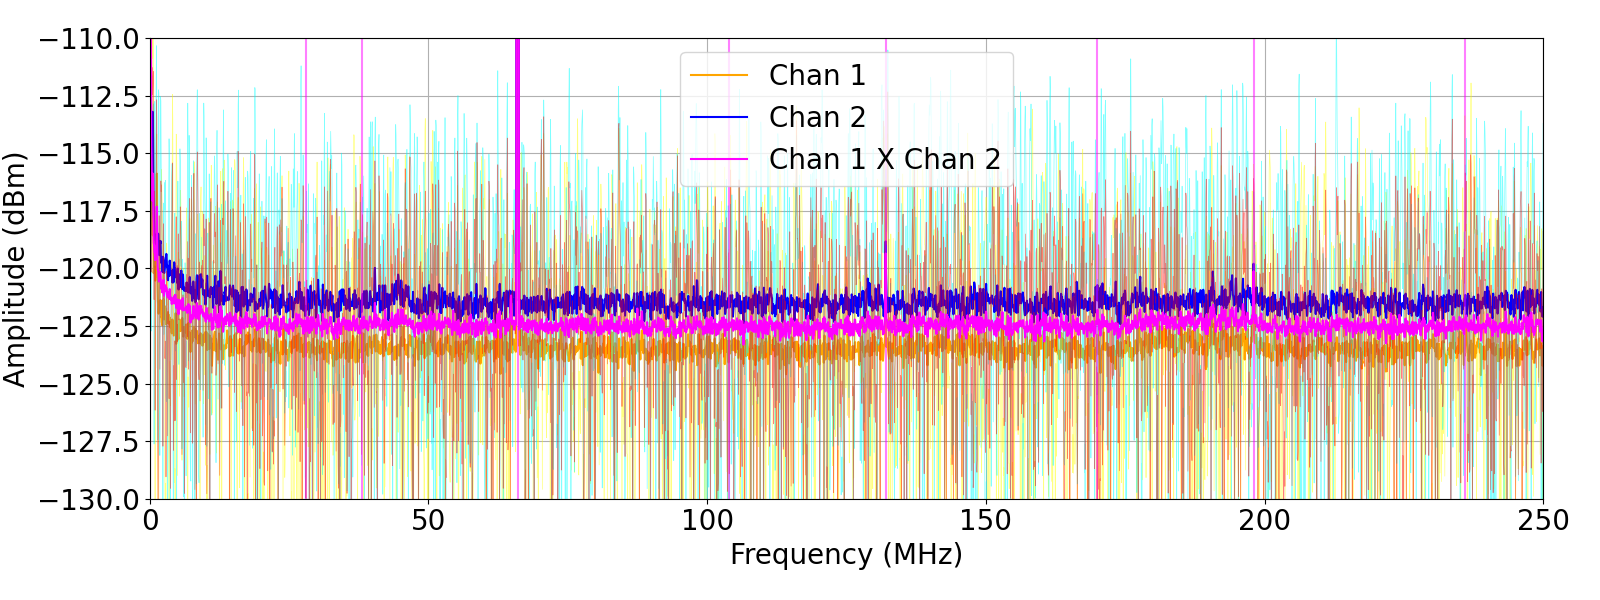 Amplitude (dBm)
−110.0
−112.5
−115.0
−117.5
−120.0
−122.5
−125.0
−127.5
−130.0
Chan 1
Chan 2
Chan 1 X Chan 2
0 50 100 150 200 250
Frequency (MHz)